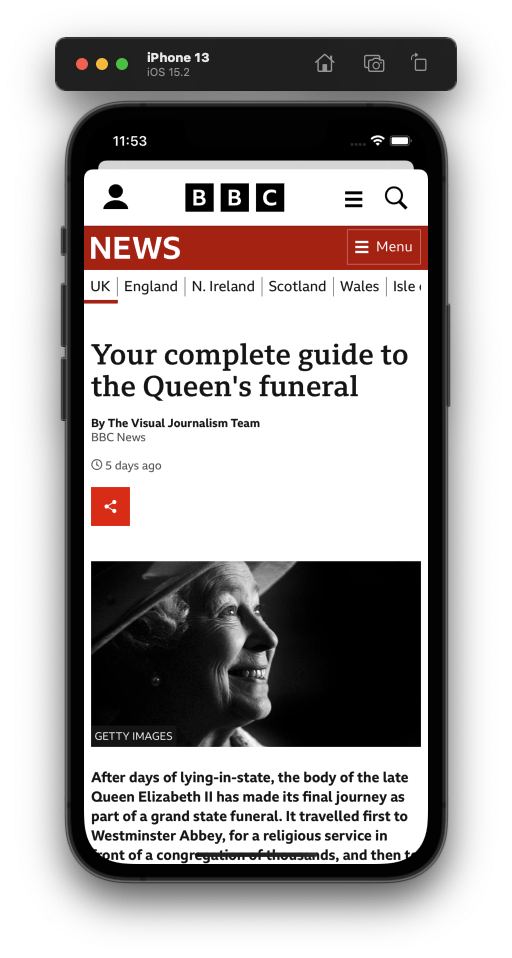 iPhone 13
iOS 15.2
11:53
BBC
NEWS
Menu
UK England N. Ireland Scotland Wales Isle
Your complete guide to
the Queen's funeral
By The Visual Journalism Team
BBC News
5 days ago
GETTY IMAGES
After days of lying-in-state, the body of the late
Queen Elizabeth II has made its final journey as
part of a grand state funeral. It travelled first to
Westminster Abbey, for a religious service in
front of a congregation of thousands, and then to